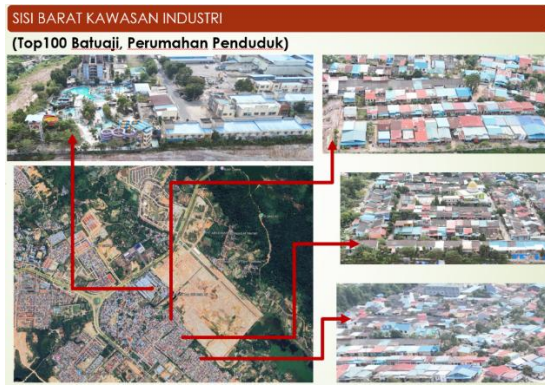 SISI BARAT KAWASAN INDUSTRI
(Top100 Batuaji, Perumahan Penduduk)